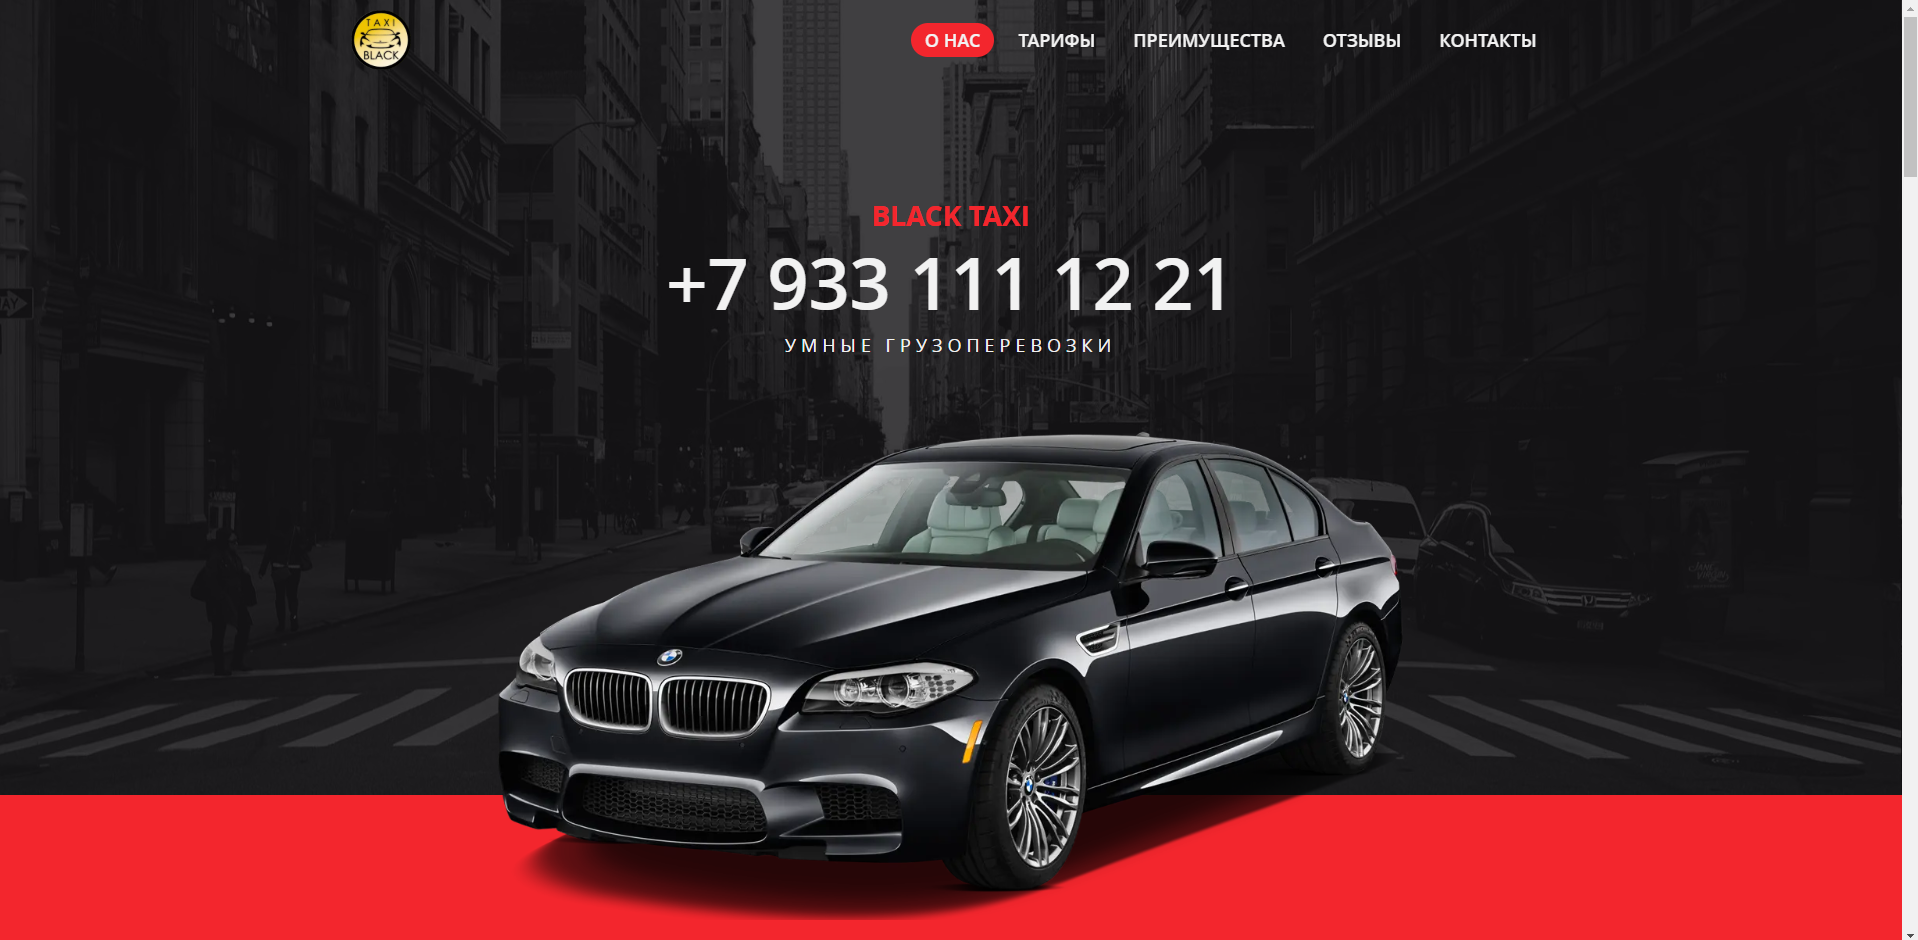 TAXI
BLACK
О НАС ТАРИФЫ ПРЕИМУЩЕСТВА ОТЗЫВЫ КОНТАКТЫ
BLACK TAXI
+7 933 111 12 21
УМНЫЕ ГРУЗОПЕРЕВОЗКИ